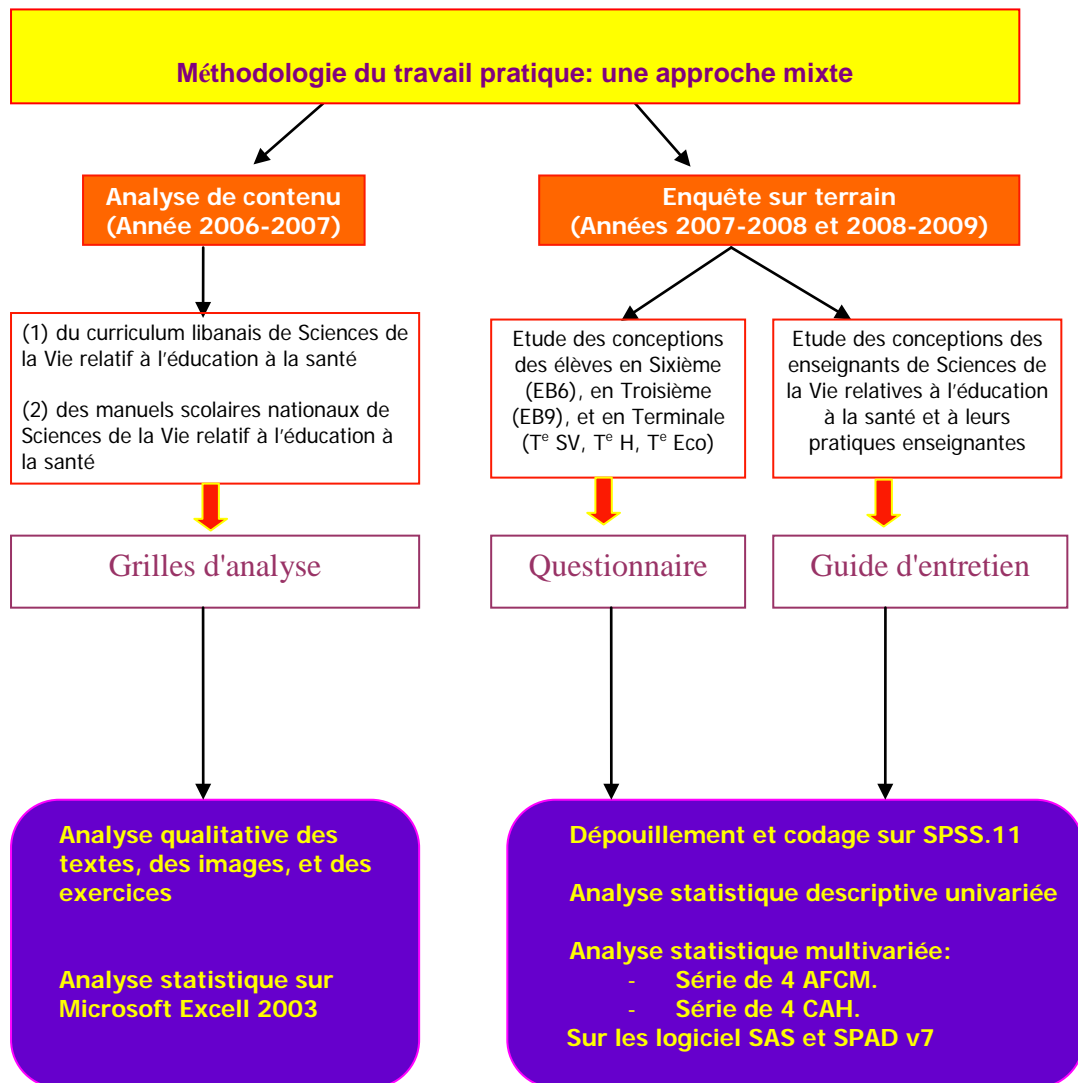 Méthodologie du travail pratique: une approche mixte
Analyse de contenu
(Année 2006-2007)
Enquête sur terrain
(Années 2007-2008 et 2008-2009)
(1) du curriculum libanais de Sciences de
la Vie relatif à l'éducation à la santé
(2) des manuels scolaires nationaux de
Sciences de la Vie relatif à l'éducation à
la santé
Etude des conceptions
des élèves en Sixième
(EB6), en Troisième
(EB9), et en Terminale
(Tᵉ SV, Tᵉ H, Tᵉ Eco)
Etude des conceptions des
enseignants de Sciences de
la Vie relatives à l'éducation
à la santé et à leurs
pratiques enseignantes
Grilles d'analyse
Questionnaire
Guide d'entretien
Analyse qualitative des
textes, des images, et des
exercices
Analyse statistique sur
Microsoft Excell 2003
Dépouillement et codage sur SPSS.11
Analyse statistique descriptive univariée
Analyse statistique multivariée:
- Série de 4 AFCM.
- Série de 4 CAH.
Sur les logiciel SAS et SPAD v7